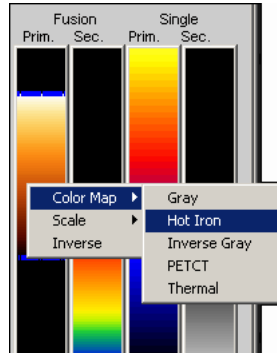 Fusion Single
Prim. Sec. Prim. Sec.
Color Map Gray
Scale Hot Iron
Inverse Inverse Gray
PETCT
Thermal